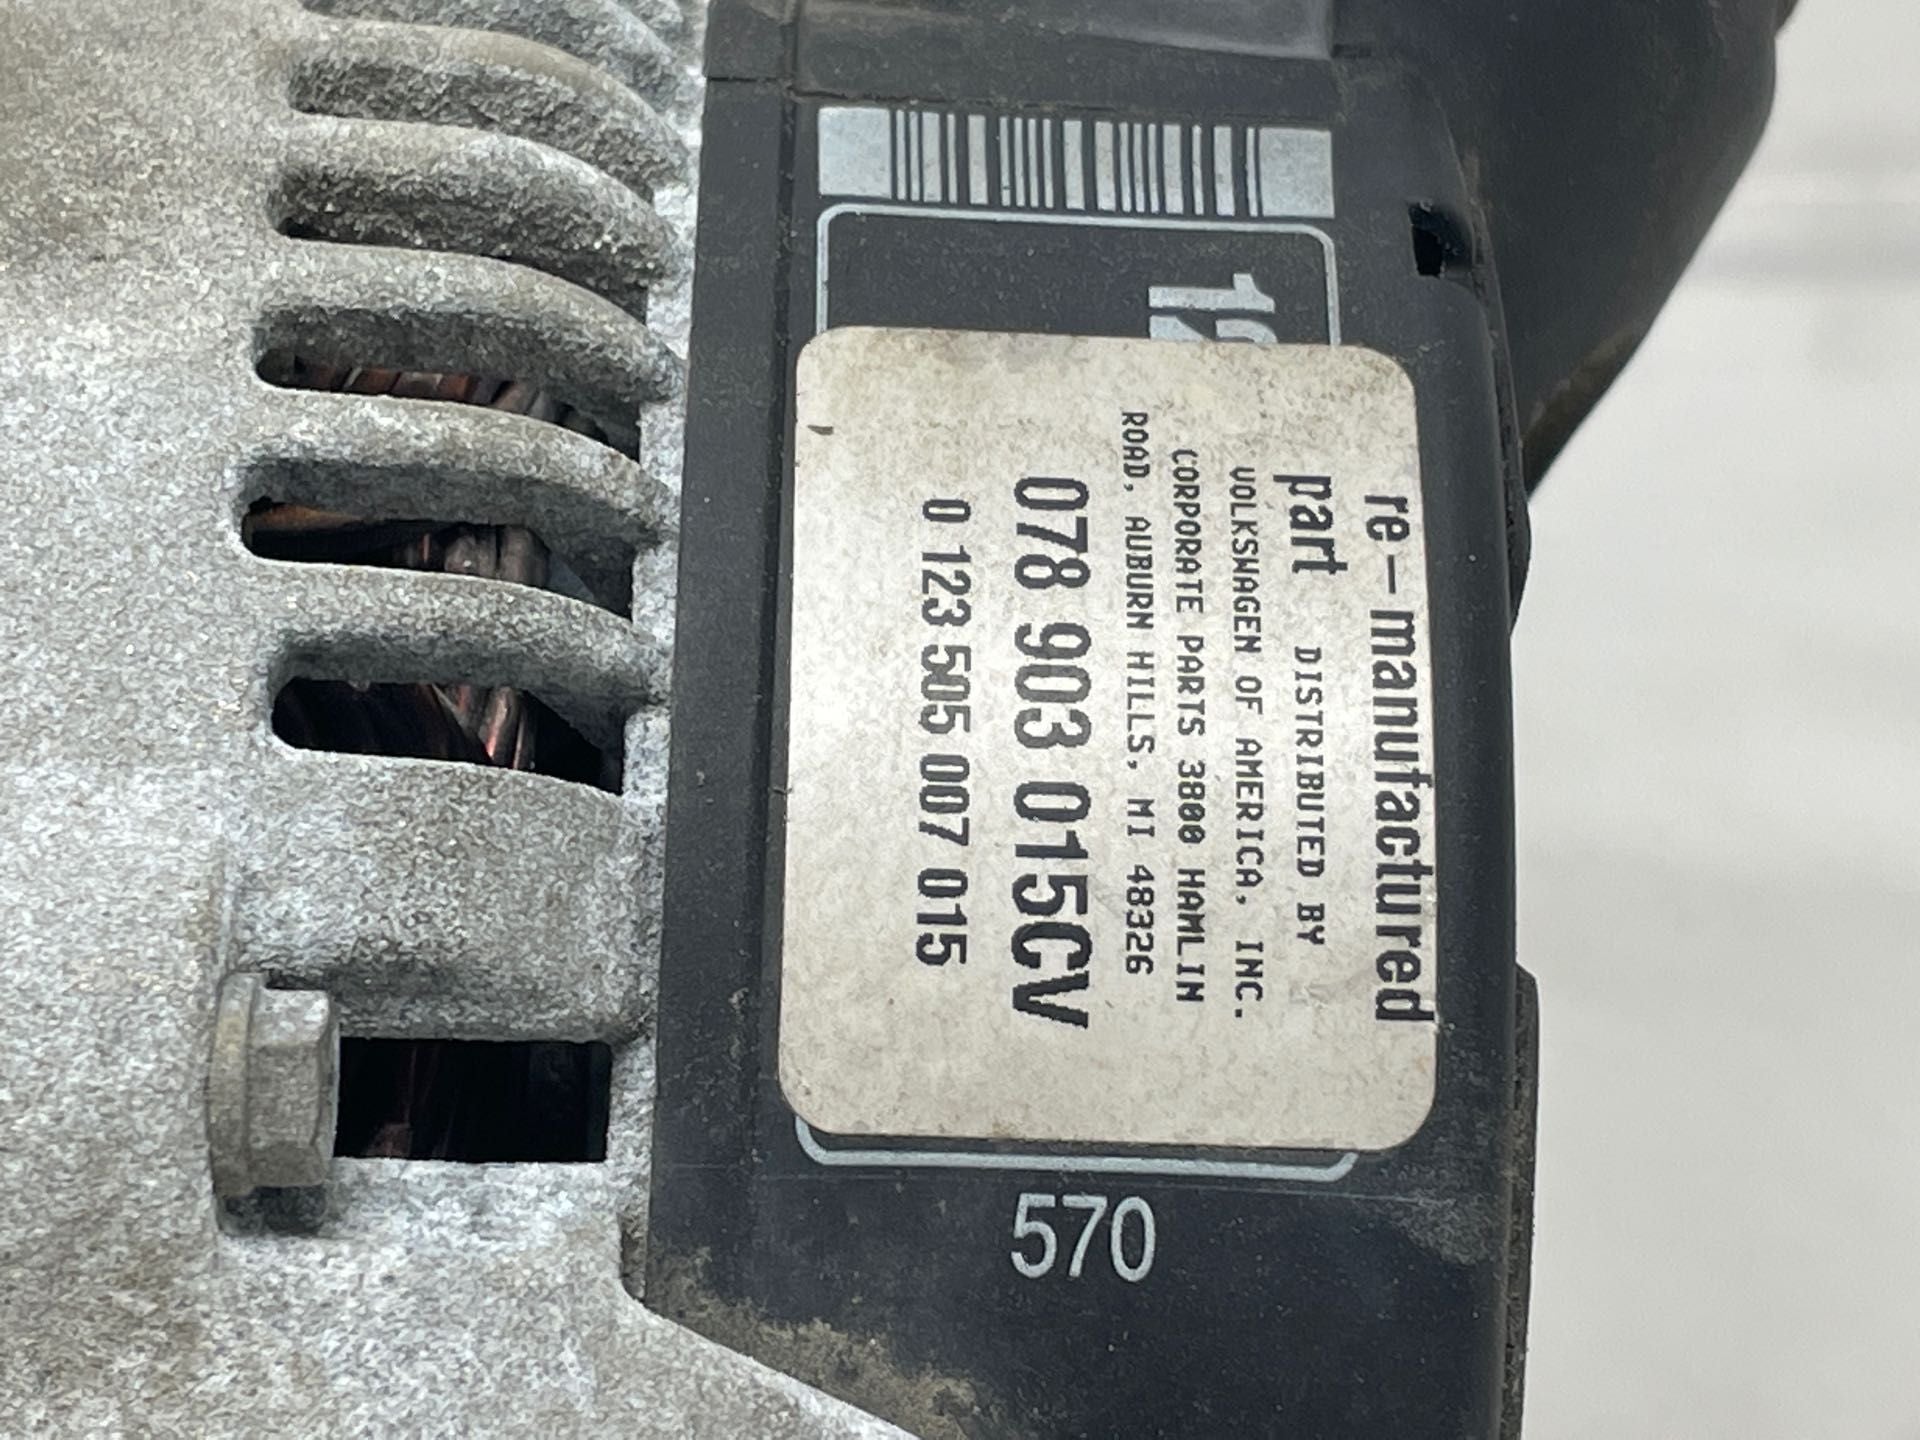 re-manufactured
part DISTRIBUTED BY
VOLKSWAGEN OF AMERICA, INC.
CORPORATE PARTS 3800 HAMLIN
ROAD, AUBURN HILLS, MI 48326
078 903 015CV
0 123 505 007 015
12
570